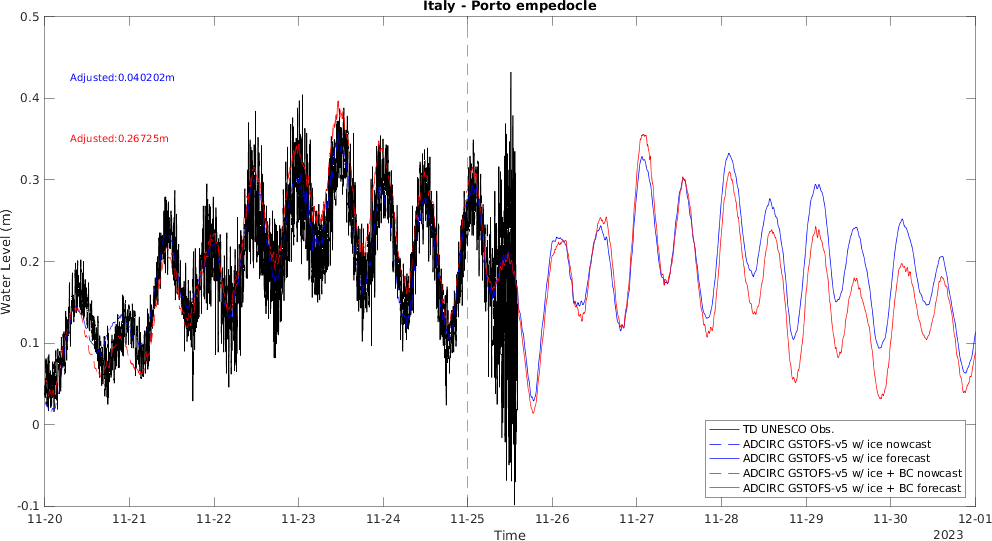 Italy - Porto empedocle
0.5
0.4
0.3
0.2
0.1
0
-0.1
Water Level (m)
Adjusted:0.040202m
Adjusted:0.26725m
TD UNESCO Obs.
ADCIRC GSTOFS-v5 w/ ice nowcast
ADCIRC GSTOFS-v5 w/ ice forecast
ADCIRC GSTOFS-v5 w/ ice + BC nowcast
ADCIRC GSTOFS-v5 w/ ice + BC forecast
11-20 11-21 11-22 11-23 11-24 11-25 11-26 11-27 11-28 11-29 11-30 12-01
Time
2023